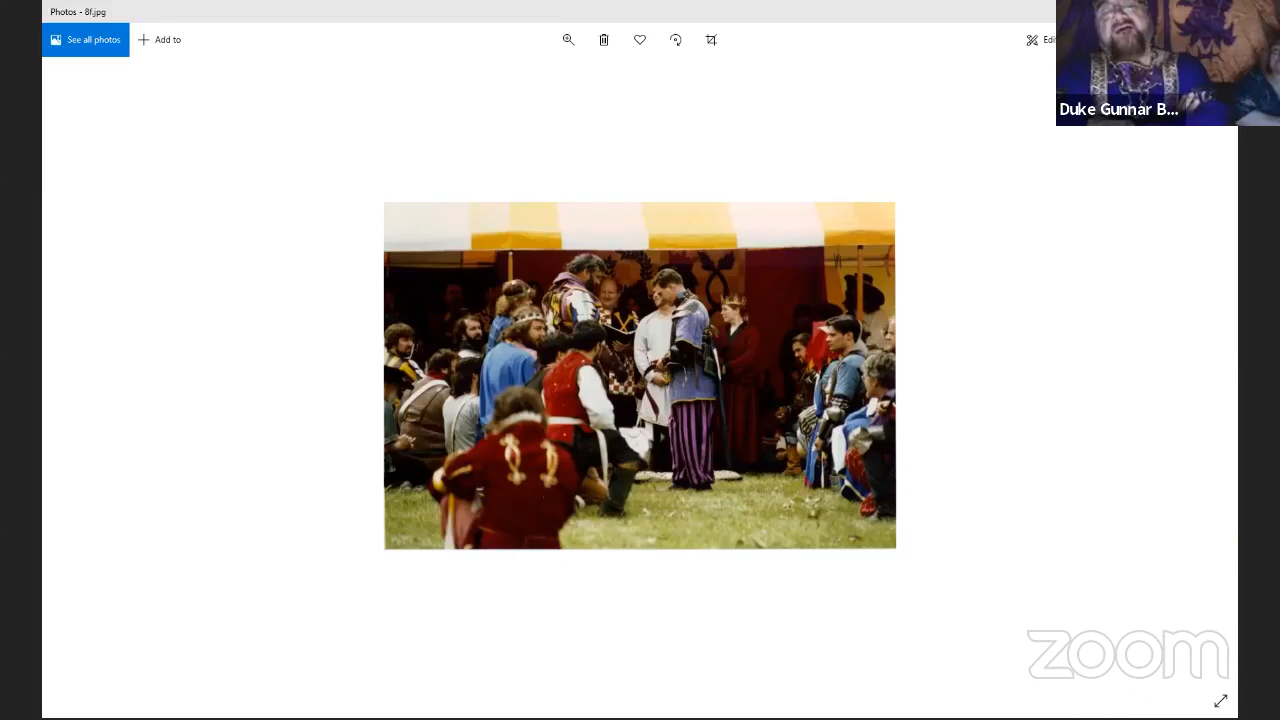 Photos - 8f.jpg
See all photos
Add to
Edi
Duke Gunnar B...
zoom